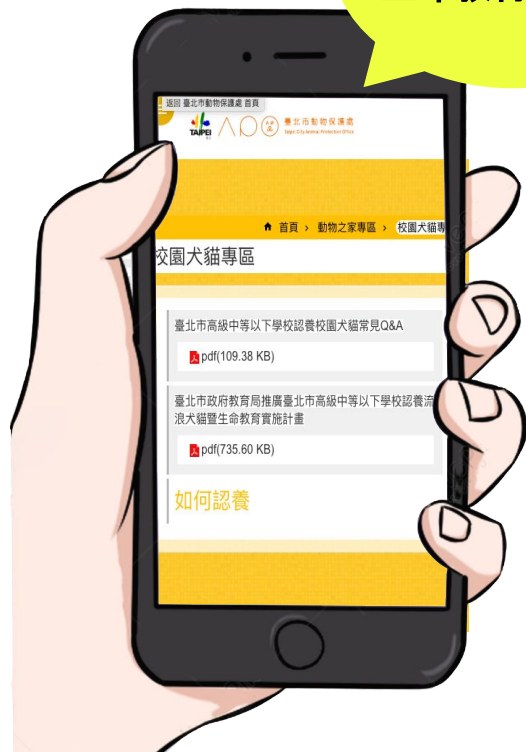 返回 臺北市動物保護處 首頁
TAIPEI
臺北市動物保護處
Taipei City Animal Protection Office
首頁 › 動物之家專區 › 校園犬貓專
校園犬貓專區
臺北市高級中等以下學校認養校園犬貓常見Q&A
pdf(109.38 KB)
臺北市政府教育局推廣臺北市高級中等以下學校認養流
浪犬貓暨生命教育實施計畫
pdf(735.60 KB)
如何認養